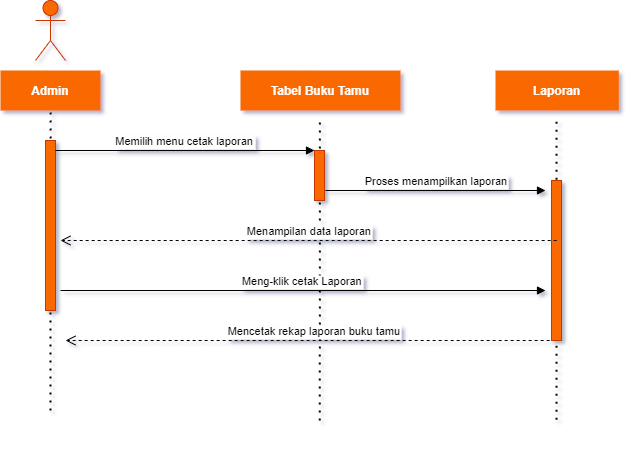 Admin
Tabel Buku Tamu
Laporan
Memilih menu cetak laporan
Proses menampilkan laporan
Menampilan data laporan
Meng-klik cetak Laporan
Mencetak rekap laporan buku tamu